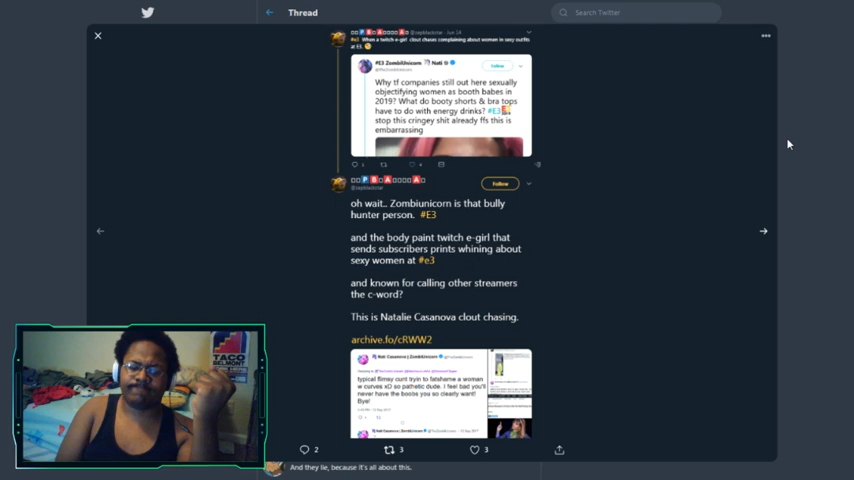 Thread
Search Twitter
@zepblackstar · Jun 14
#e3 When a twitch e-girl clout chases complaining about women in sexy outfits
at E3.
#E3 ZombiUnicorn Nati
Follow
Why tf companies still out here sexually
objectifying women as booth babes in
2019? What do booty shorts & bra tops
have to do with energy drinks? #E3
stop this cringey shit already ffs this is
embarrassing
4
@zepblackstar
Follow
oh wait.. Zombiunicorn is that bully
hunter person. #E3
and the body paint twitch e-girl that
sends subscribers prints whining about
sexy women at #e3
and known for calling other streamers
the c-word?
This is Natalie Casanova clout chasing.
archive.fo/cRWW2
Nati Casanova | ZombiUnicorn
typical flimsy cunt tryin to fatshame a woman
w curves xD so pathetic dude. I feel bad you'll
never have the boobs you so clearly want!
Bye!
2
3
3
And they lie, because it's all about this.
TACO
BELMONT